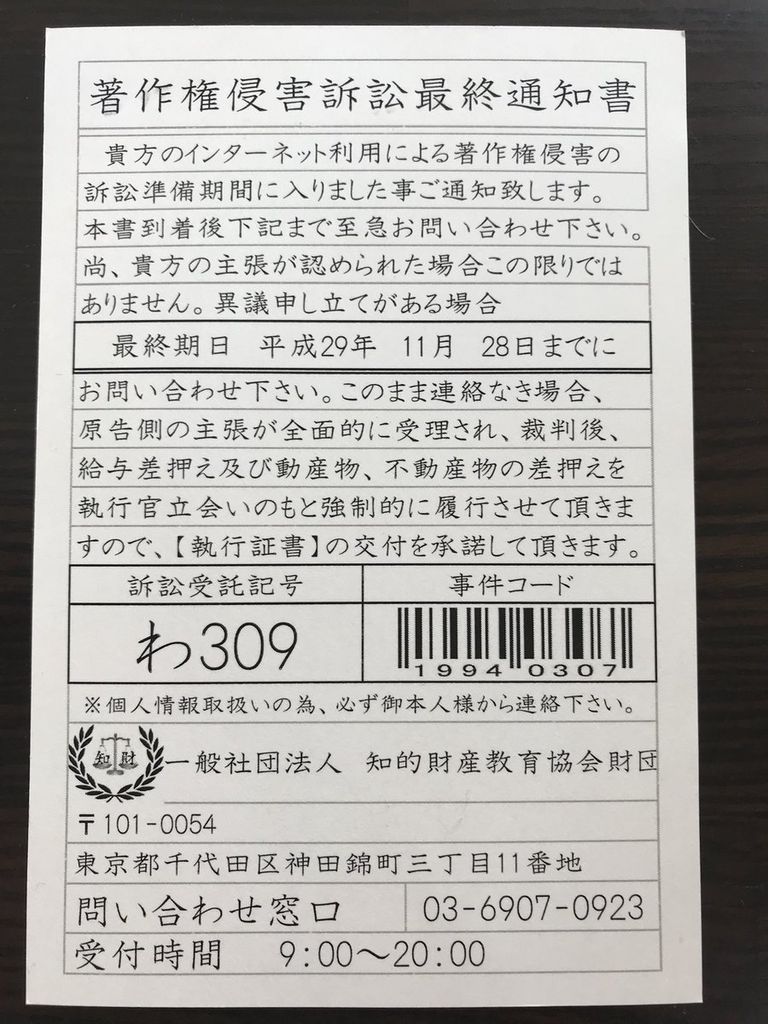 著作権侵害訴訟最終通知書
貴方のインターネット利用による著作権侵害の
訴訟準備期間に入りました事ご通知致します。
本書到着後下記まで至急お問い合わせ下さい。
尚、貴方の主張が認められた場合この限りでは
ありません。異議申し立てがある場合
最終期日 平成29年 11月 28日までに
お問い合わせ下さい。このまま連絡なき場合、
原告側の主張が全面的に受理され、裁判後、
給与差押え及び動産物、不動産物の差押えを
執行官立会いのもと強制的に履行させて頂きま
すので、【執行証書】の交付を承諾して頂きます。
訴訟受託記号 事件コード
わ309
1994 0307
※個人情報取扱いの為、必ず御本人様から連絡下さい。
知財
一般社団法人 知的財産教育協会財団
〒101-0054
東京都千代田区神田錦町三丁目11番地
問い合わせ窓口 03-6907-0923
受付時間 9:00〜20:00